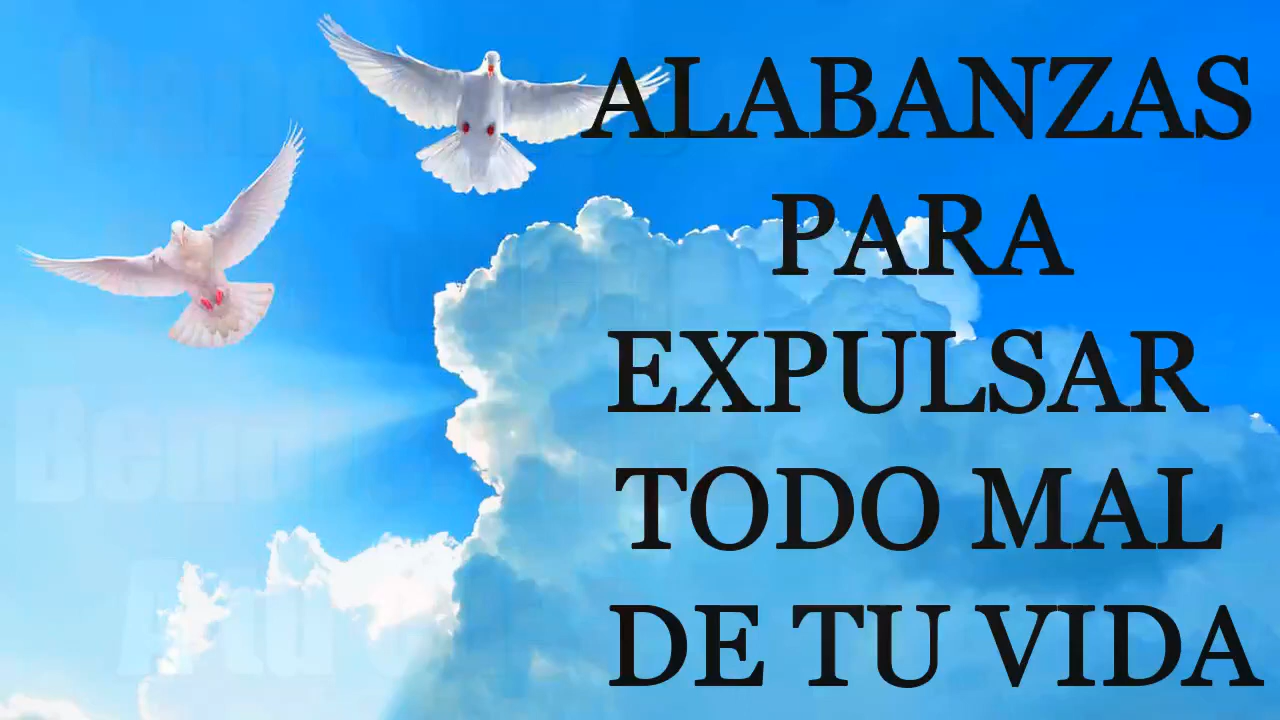 ALABANZAS
PARA
EXPULSAR
TODO MAL
DE TU VIDA